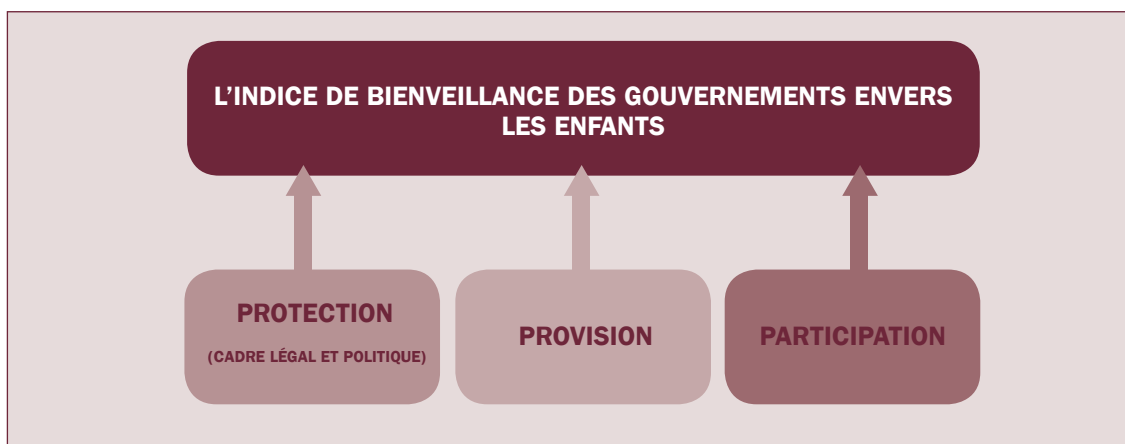 L'INDICE DE BIENVEILLANCE DES GOUVERNEMENTS ENVERS
LES ENFANTS
PROTECTION
(CADRE LÉGAL ET POLITIQUE)
PROVISION
PARTICIPATION